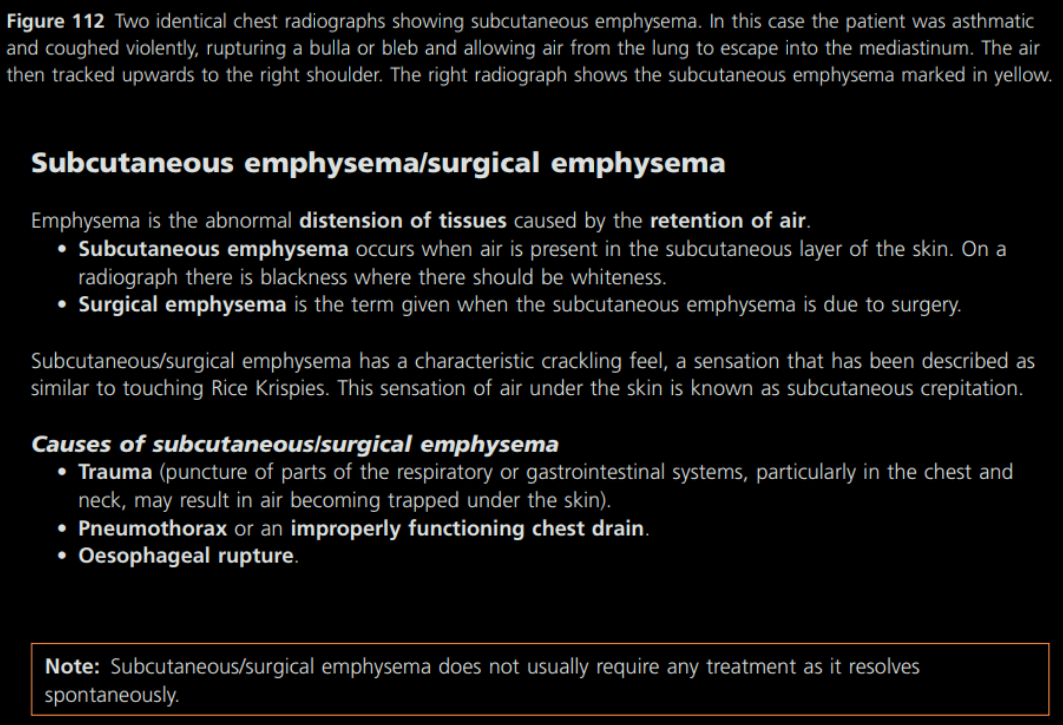 Figure 112 Two identical chest radiographs showing subcutaneous emphysema. In this case the patient was asthmatic
and coughed violently, rupturing a bulla or bleb and allowing air from the lung to escape into the mediastinum. The air
then tracked upwards to the right shoulder. The right radiograph shows the subcutaneous emphysema marked in yellow.
Subcutaneous emphysema/surgical emphysema
Emphysema is the abnormal distension of tissues caused by the retention of air.
• Subcutaneous emphysema occurs when air is present in the subcutaneous layer of the skin. On a
radiograph there is blackness where there should be whiteness.
• Surgical emphysema is the term given when the subcutaneous emphysema is due to surgery.
Subcutaneous/surgical emphysema has a characteristic crackling feel, a sensation that has been described as
similar to touching Rice Krispies. This sensation of air under the skin is known as subcutaneous crepitation.
Causes of subcutaneous/surgical emphysema
• Trauma (puncture of parts of the respiratory or gastrointestinal systems, particularly in the chest and
neck, may result in air becoming trapped under the skin).
• Pneumothorax or an improperly functioning chest drain.
• Oesophageal rupture.
Note: Subcutaneous/surgical emphysema does not usually require any treatment as it resolves
spontaneously.